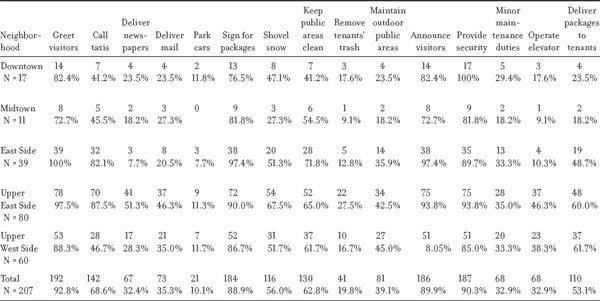 Keep Maintain
Deliver public Remove outdoor Minor Deliver
Neighbor- Greet Call news- Deliver Park Sign for Shovel areas tenants' public Announce Provide main- Operate packages
hood visitors taxis papers mail cars packages snow clean trash areas visitors security tenance duties elevator to tenants
Downtown 14 7 4 4 2 13 8 7 3 4 14 17 5 3 4
N = 17 82.4% 41.2% 23.5% 23.5% 11.8% 76.5% 47.1% 41.2% 17.6% 23.5% 82.4% 100% 29.4% 17.6% 23.5%
Midtown 8 5 2 3 0 9 3 6 1 2 8 9 2 1 2
N = 11 72.7% 45.5% 18.2% 27.3% 81.8% 27.3% 54.5% 9.1% 18.2% 72.7% 81.8% 18.2% 9.1% 18.2%
East Side 39 32 3 8 3 38 20 28 5 14 38 35 13 4 19
N = 39 100% 82.1% 7.7% 20.5% 7.7% 97.4% 51.3% 71.8% 12.8% 35.9% 97.4% 89.7% 33.3% 10.3% 48.7%
Upper 78 70 41 37 9 72 54 52 22 34 75 75 28 37 48
East Side 97.5% 87.5% 51.3% 46.3% 11.3% 90.0% 67.5% 65.0% 27.5% 42.5% 93.8% 93.8% 35.0% 46.3% 60.0%
N = 80
Upper 53 28 17 21 7 52 31 37 10 27 51 51 20 23 37
West Side 88.3% 46.7% 28.3% 35.0% 11.7% 86.7% 51.7% 61.7% 16.7% 45.0% 8.05% 85.0% 33.3% 38.3% 61.7%
N = 60
Total 192 142 67 73 21 184 116 130 41 81 186 187 68 68 110
N = 207 92.8% 68.6% 32.4% 35.3% 10.1% 88.9% 56.0% 62.8% 19.8% 39.1% 89.9% 90.3% 32.9% 32.9% 53.1%